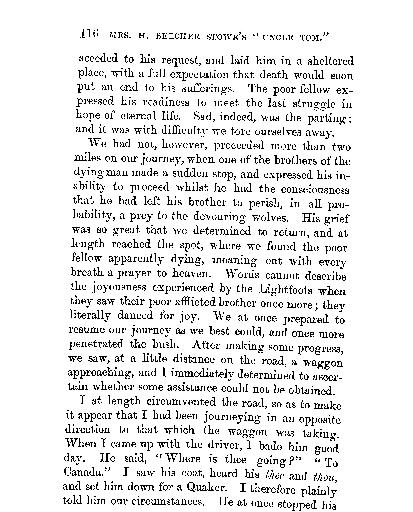 116 MRS. H. BEECHER STOWE'S "UNCLE TOM."
acceded to his request, and laid him in a sheltered
place, with a full expectation that death would soon
put an end to his sufferings. The poor fellow ex-
pressed his readiness to meet the last struggle in
hope of eternal life. Sad, indeed, was the parting;
and it was with difficulty we tore ourselves away.
We had not, however, proceeded more than two
miles on our journey, when one of the brothers of the
dying man made a sudden stop, and expressed his in-
ability to proceed whilst he had the consciousness
that he had left his brother to perish, in all pro-
bability, a prey to the devouring wolves. His grief
was so great that we determined to return, and at
length reached the spot, where we found the poor
fellow apparently dying, moaning out with every
breath a prayer to heaven. Words cannot describe
the joyousness experienced by the Lightfoots when
they saw their poor afflicted brother once more; they
literally danced for joy. We at once prepared to
resume our journey as we best could, and once more
penetrated the bush. After making some progress,
we saw, at a little distance on the road, a waggon
approaching, and I immediately determined to ascer-
tain whether some assistance could not be obtained.
I at length circumvented the road, so as to make
it appear that I had been journeying in an opposite
direction to that which the waggon was taking.
When I came up with the driver, I bade him good
day. He said, "Where is thee going?" "To
Canada." I saw his coat, heard his thee and thou,
and set him down for a Quaker. I therefore plainly
told him our circumstances. He at once stopped his